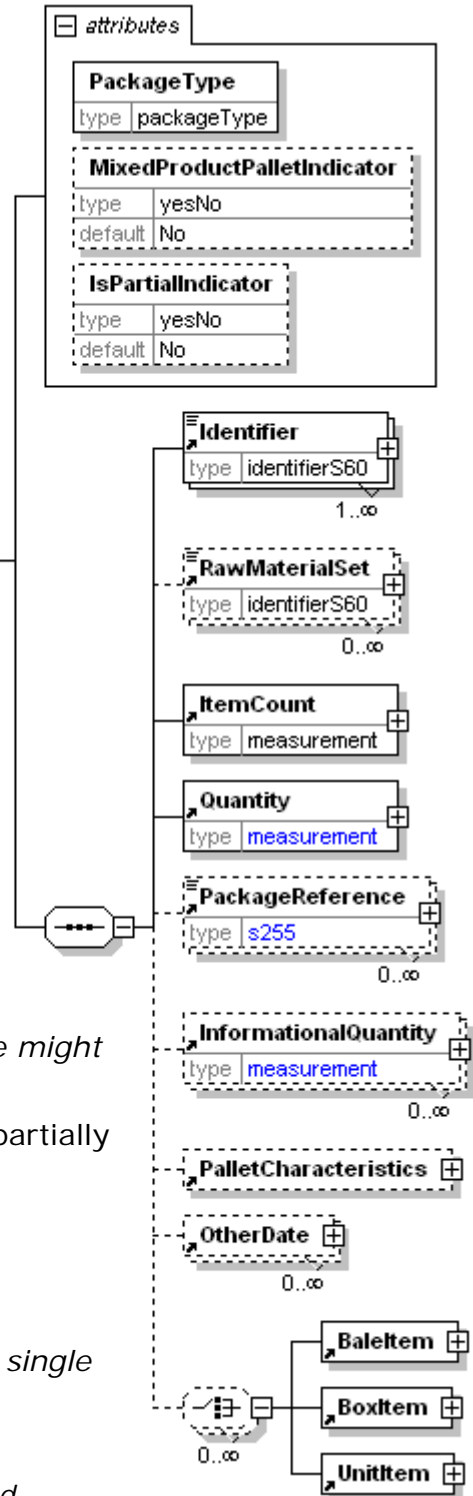 attributes
PackageType
type packageType
MixedProductPalletIndicator
type yesNo
default No
IsPartialIndicator
type yesNo
default No
Identifier
type identifierS60
1..∞
RawMaterialSet
type identifierS60
0..∞
ItemCount
type measurement
Quantity
type measurement
PackageReference
type s255
0..∞
e might
InformationalQuantity
type measurement
0..∞
partially
PalletCharacteristics
OtherDate
0..∞
single
BaleItem
BoxItem
0..∞
UnitItem